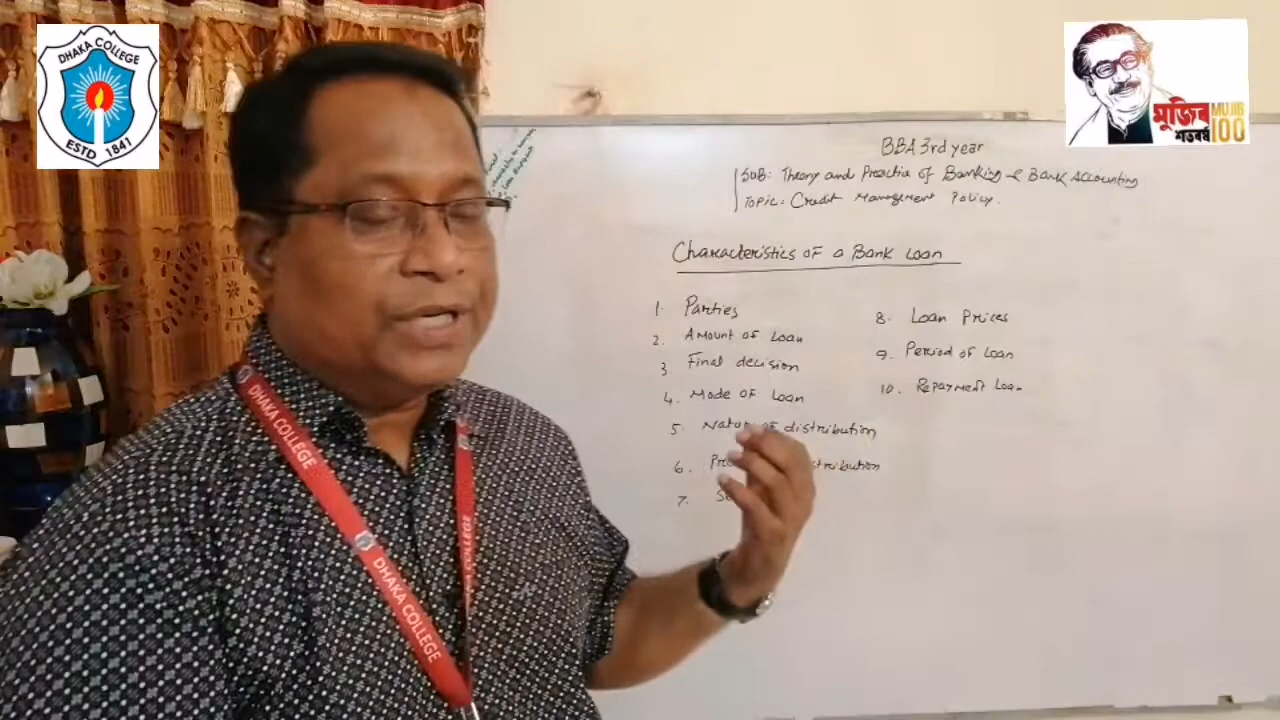 DHAKA COLLEGE
ESTD 1841
মুজিব MUJIB
শতবর্ষ 100
BBA 3rd year
SUB: Theory and Practice of Banking & Bank Accounting
Topic: Credit Management Policy.
Characteristics of a Bank Loan
1. Parties
2. Amount of Loan
3. Final decision
4. Mode of Loan
5. Nature of distribution
6.
7.
8. Loan Prices
9. Period of Loan
10. Repayment Loan
DHAKA COLLEGE
DHAKA COLLEGE
COLLEGE